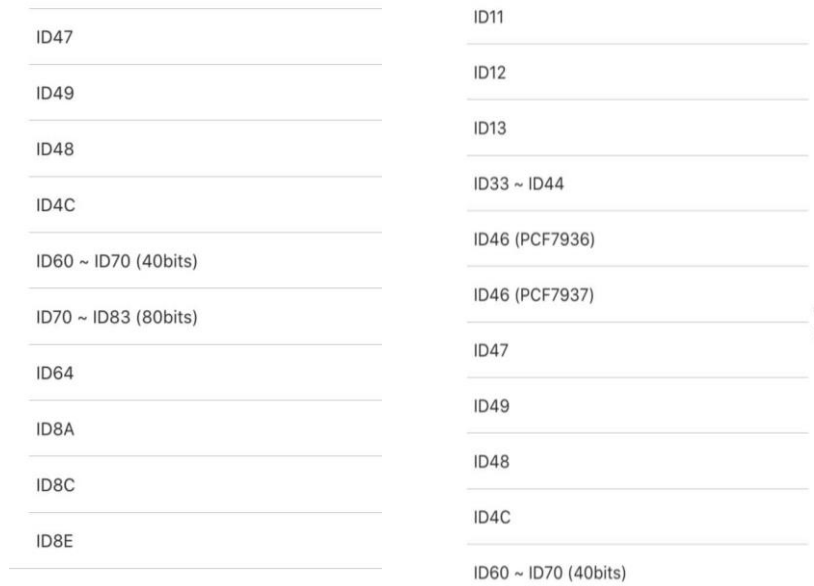 ID47
ID49
ID48
ID4C
ID60 ~ ID70 (40bits)
ID70 ~ ID83 (80bits)
ID64
ID8A
ID8C
ID8E
ID11
ID12
ID13
ID33 ~ ID44
ID46 (PCF7936)
ID46 (PCF7937)
ID47
ID49
ID48
ID4C
ID60 ~ ID70 (40bits)